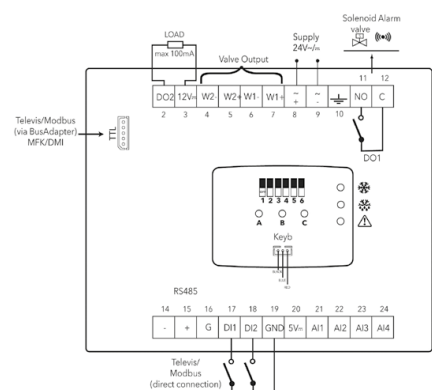 Solenoid Alarm
valve
LOAD
max 100mA
Valve Output
Supply
24V~/⎓
11 12
DO2 12V⎓ W2- W2+ W1- W1+ ~ + ~ - NO C
2 3 4 5 6 7 8 9 10
DO1
Televis/Modbus
(via BusAdapter)
MFK/DMI
TTL
1 2 3 4 5 6
A B C
Keyb
RS485
14 15 16 17 18 19 20 21 22 23 24
- + G DI1 DI2 GND 5V⎓ AI1 AI2 AI3 AI4
Televis/
Modbus
(direct connection)